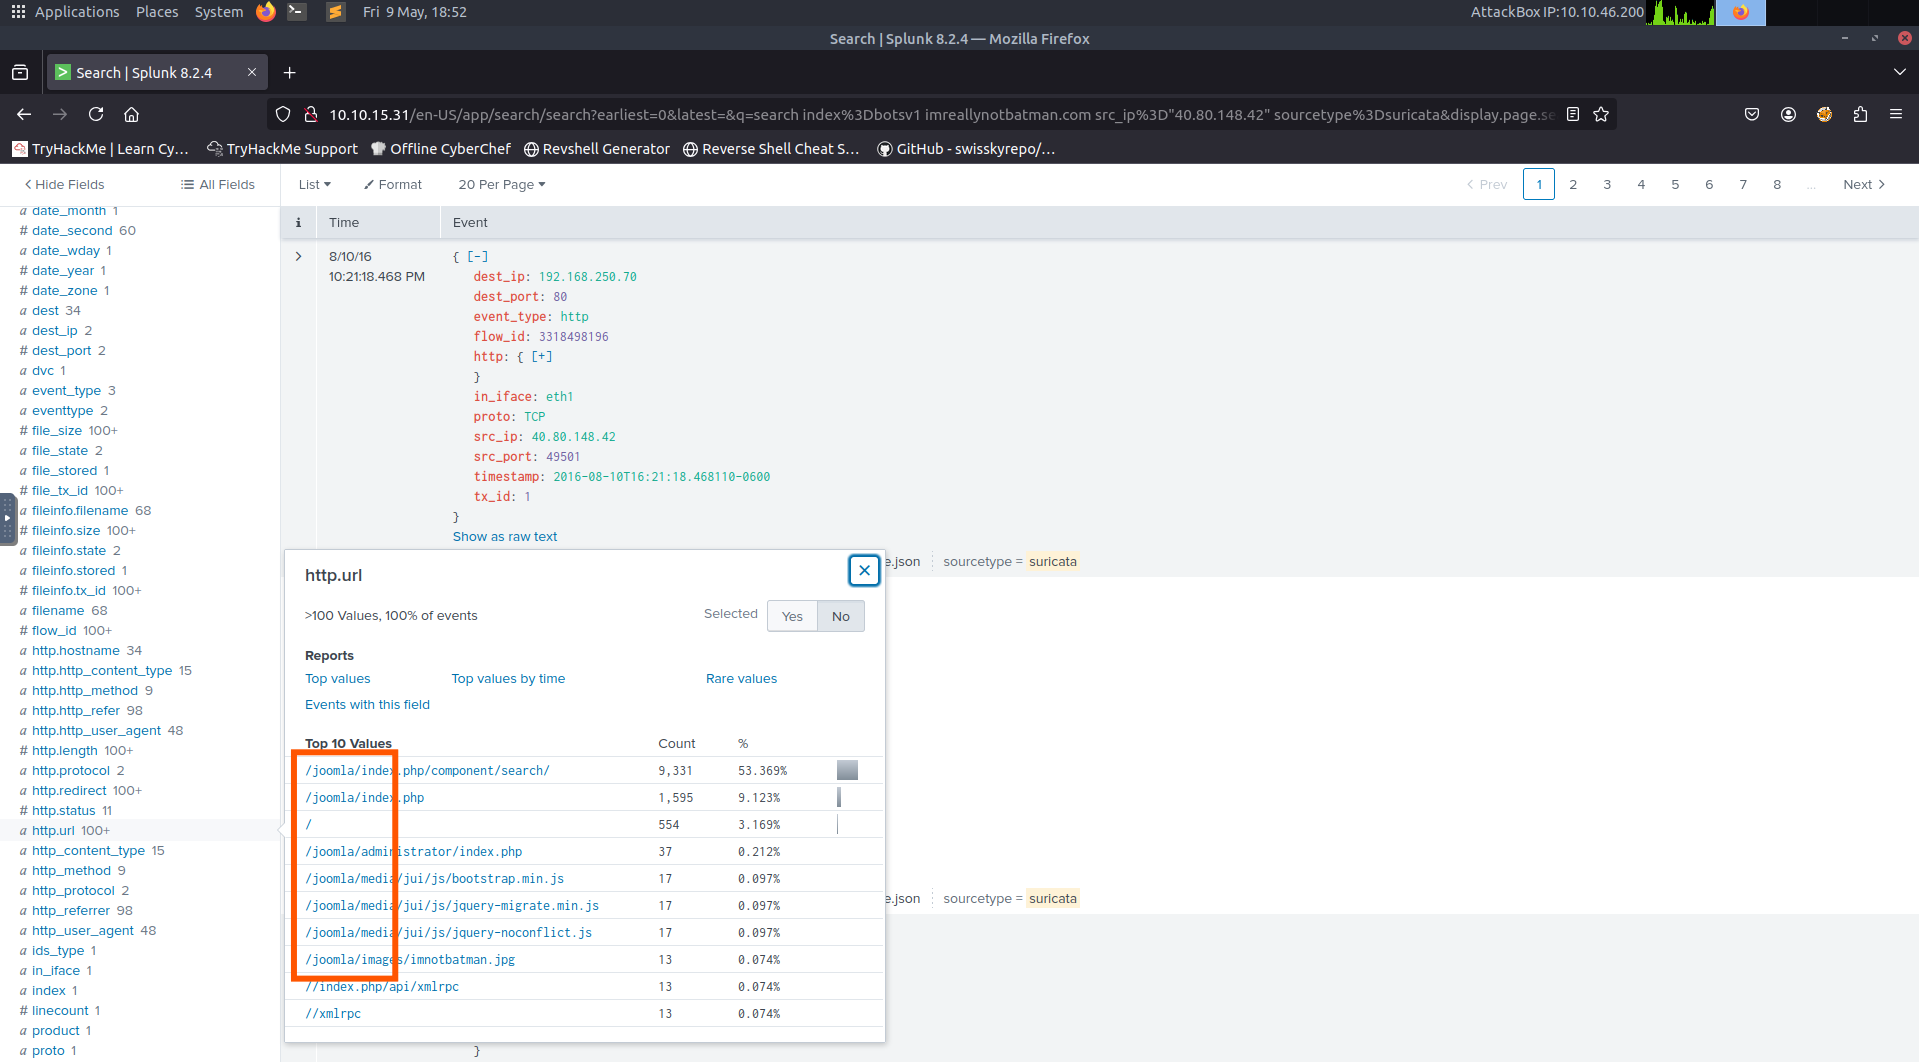 Applications Places System Fri 9 May, 18:52 AttackBox IP:10.10.46.200
Search | Splunk 8.2.4 — Mozilla Firefox
Search | Splunk 8.2.4
10.10.15.31/en-US/app/search/search?earliest=0&latest=&q=search index%3Dbotsv1 imreallynotbatman.com src_ip%3D"40.80.148.42" sourcetype%3Dsuricata&display.page.se
TryHackMe | Learn Cy… TryHackMe Support Offline CyberChef Revshell Generator Reverse Shell Cheat S… GitHub - swisskyrepo/…
Hide Fields All Fields List Format 20 Per Page Prev 1 2 3 4 5 6 7 8 ... Next
i Time Event
a date_month 1
# date_second 60
a date_wday 1
# date_year 1
# date_zone 1
a dest 34
a dest_ip 2
# dest_port 2
a dvc 1
a event_type 3
a eventtype 2
# file_size 100+
a file_state 2
a file_stored 1
# file_tx_id 100+
a fileinfo.filename 68
# fileinfo.size 100+
a fileinfo.state 2
a fileinfo.stored 1
# fileinfo.tx_id 100+
a filename 68
# flow_id 100+
a http.hostname 34
a http.http_content_type 15
a http.http_method 9
a http.http_refer 98
a http.http_user_agent 48
# http.length 100+
a http.protocol 2
a http.redirect 100+
# http.status 11
a http.url 100+
a http_content_type 15
a http_method 9
a http_protocol 2
a http_referrer 98
a http_user_agent 48
a ids_type 1
a in_iface 1
a index 1
# linecount 1
a product 1
a proto 1
8/10/16
10:21:18.468 PM
{ [-]
dest_ip: 192.168.250.70
dest_port: 80
event_type: http
flow_id: 3318498196
http: { [+]
}
in_iface: eth1
proto: TCP
src_ip: 40.80.148.42
src_port: 49501
timestamp: 2016-08-10T16:21:18.468110-0600
tx_id: 1
}
Show as raw text
e.json sourcetype = suricata
http.url
>100 Values, 100% of events Selected Yes No
Reports
Top values Top values by time Rare values
Events with this field
Top 10 Values Count %
/joomla/index.php/component/search/ 9,331 53.369%
/joomla/index.php 1,595 9.123%
/ 554 3.169%
/joomla/administrator/index.php 37 0.212%
/joomla/media/jui/js/bootstrap.min.js 17 0.097%
/joomla/media/jui/js/jquery-migrate.min.js 17 0.097%
/joomla/media/jui/js/jquery-noconflict.js 17 0.097%
/joomla/images/imnotbatman.jpg 13 0.074%
//index.php/api/xmlrpc 13 0.074%
//xmlrpc 13 0.074%
e.json sourcetype = suricata
}